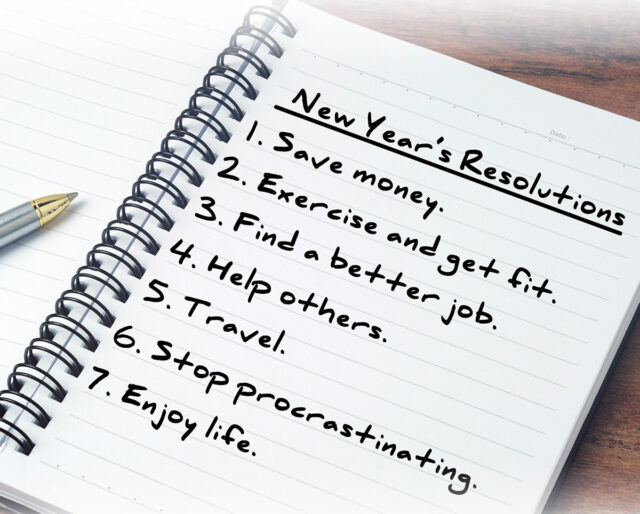 Date :
New Year's Resolutions
1. Save money.
2. Exercise and get fit.
3. Find a better job.
4. Help others.
5. Travel.
6. Stop procrastinating.
7. Enjoy life.